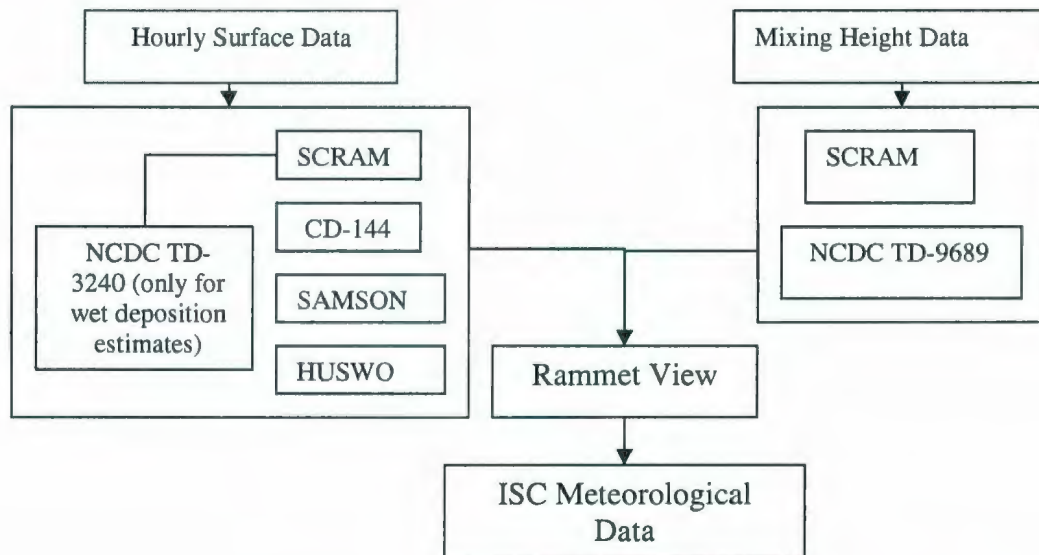 Hourly Surface Data
Mixing Height Data
SCRAM
CD-144
SAMSON
HUSWO
NCDC TD-
3240 (only for
wet deposition
estimates)
SCRAM
NCDC TD-9689
Rammet View
ISC Meteorological
Data